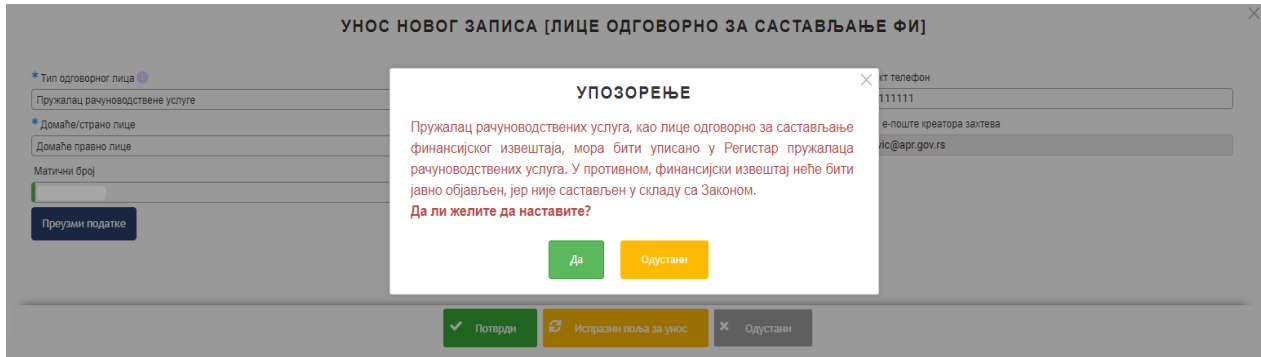 УНОС НОВОГ ЗАПИСА [ЛИЦЕ ОДГОВОРНО ЗА САСТАВЉАЊЕ ФИ]
* Тип одговорног лица
Пружалац рачуноводствене услуге
* Домаће/страно лице
Домаће правно лице
Матични број
Преузми податке
УПОЗОРЕЊЕ
Пружалац рачуноводствених услуга, као лице одговорно за састављање
финансијског извештаја, мора бити уписано у Регистар пружалаца
рачуноводствених услуга. У противном, финансијски извештај неће бити
јавно објављен, јер није састављен у складу са Законом.
Да ли желите да наставите?
Да
Одустани
телефон
111111
е-поште креатора захтева
vic@apr.gov.rs
Потврди
Испразни поља за унос
Одустани